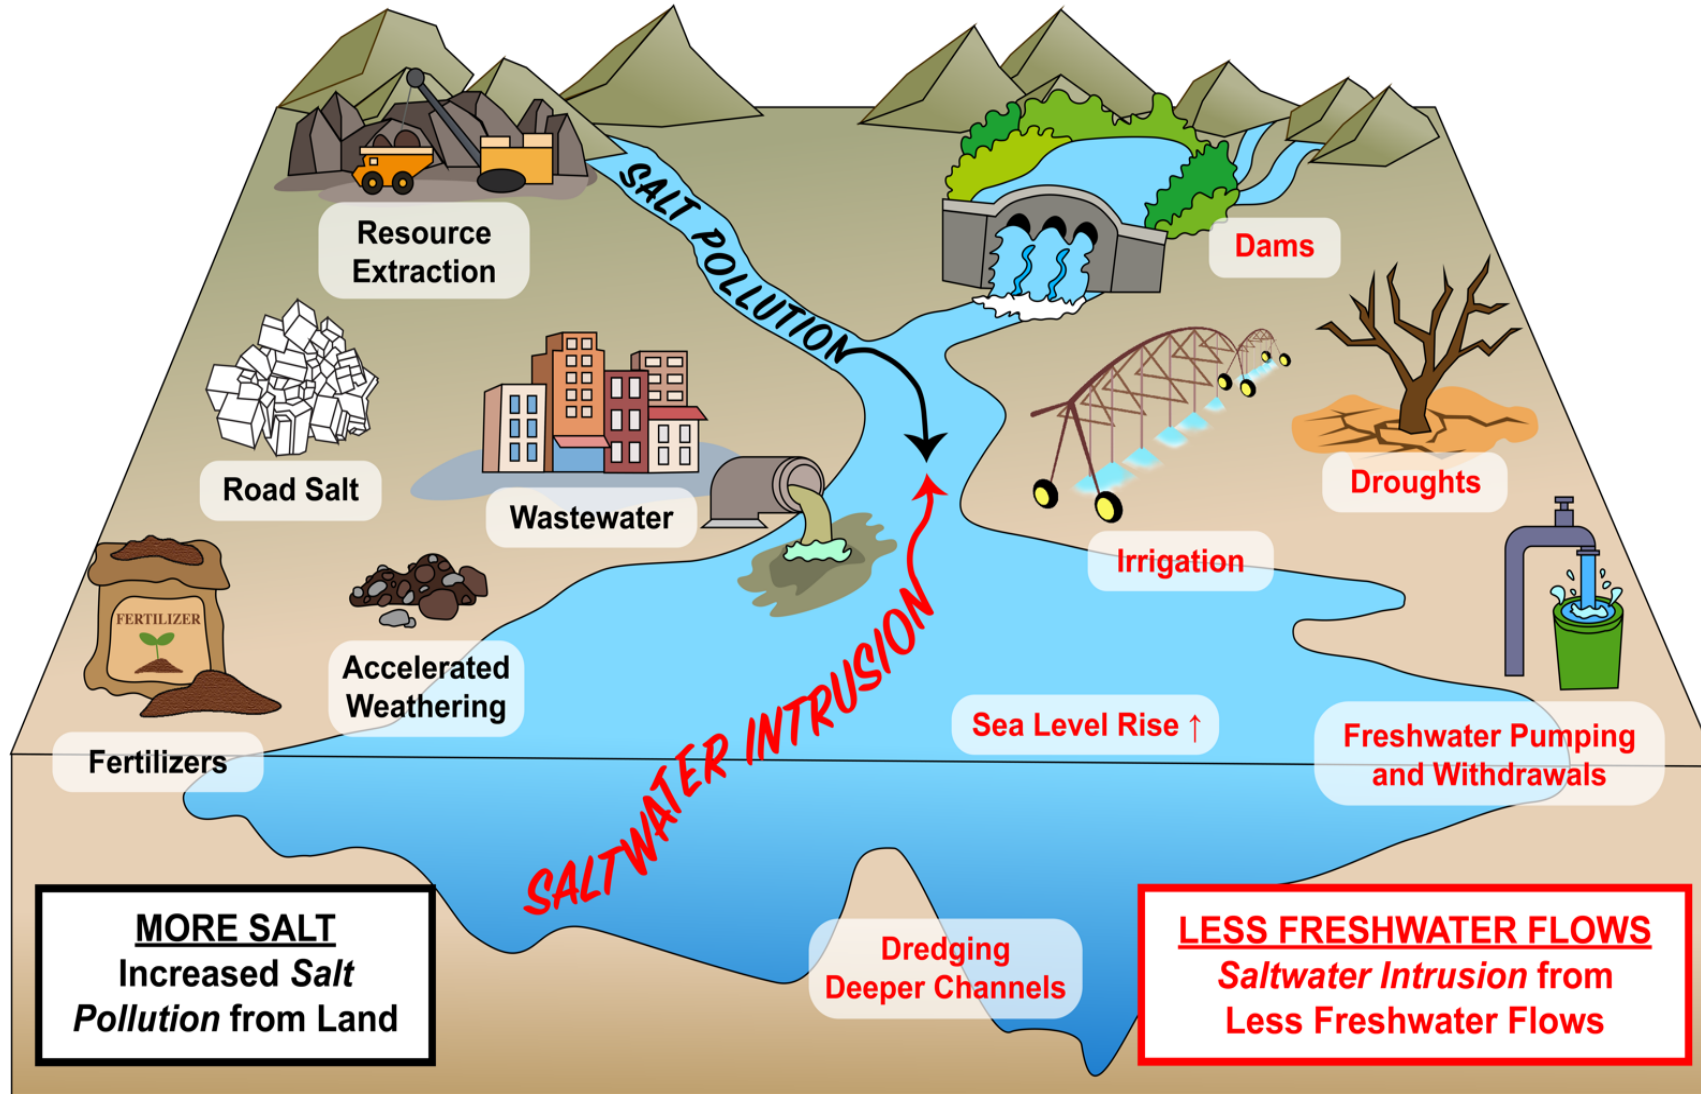 SALT POLLUTION
Resource
Extraction
Dams
Road Salt
Wastewater
Droughts
Irrigation
FERTILIZER
Accelerated
Weathering
Fertilizers
SALTWATER INTRUSION
Sea Level Rise ↑
Freshwater Pumping
and Withdrawals
Dredging
Deeper Channels
MORE SALT
Increased Salt
Pollution from Land
LESS FRESHWATER FLOWS
Saltwater Intrusion from
Less Freshwater Flows